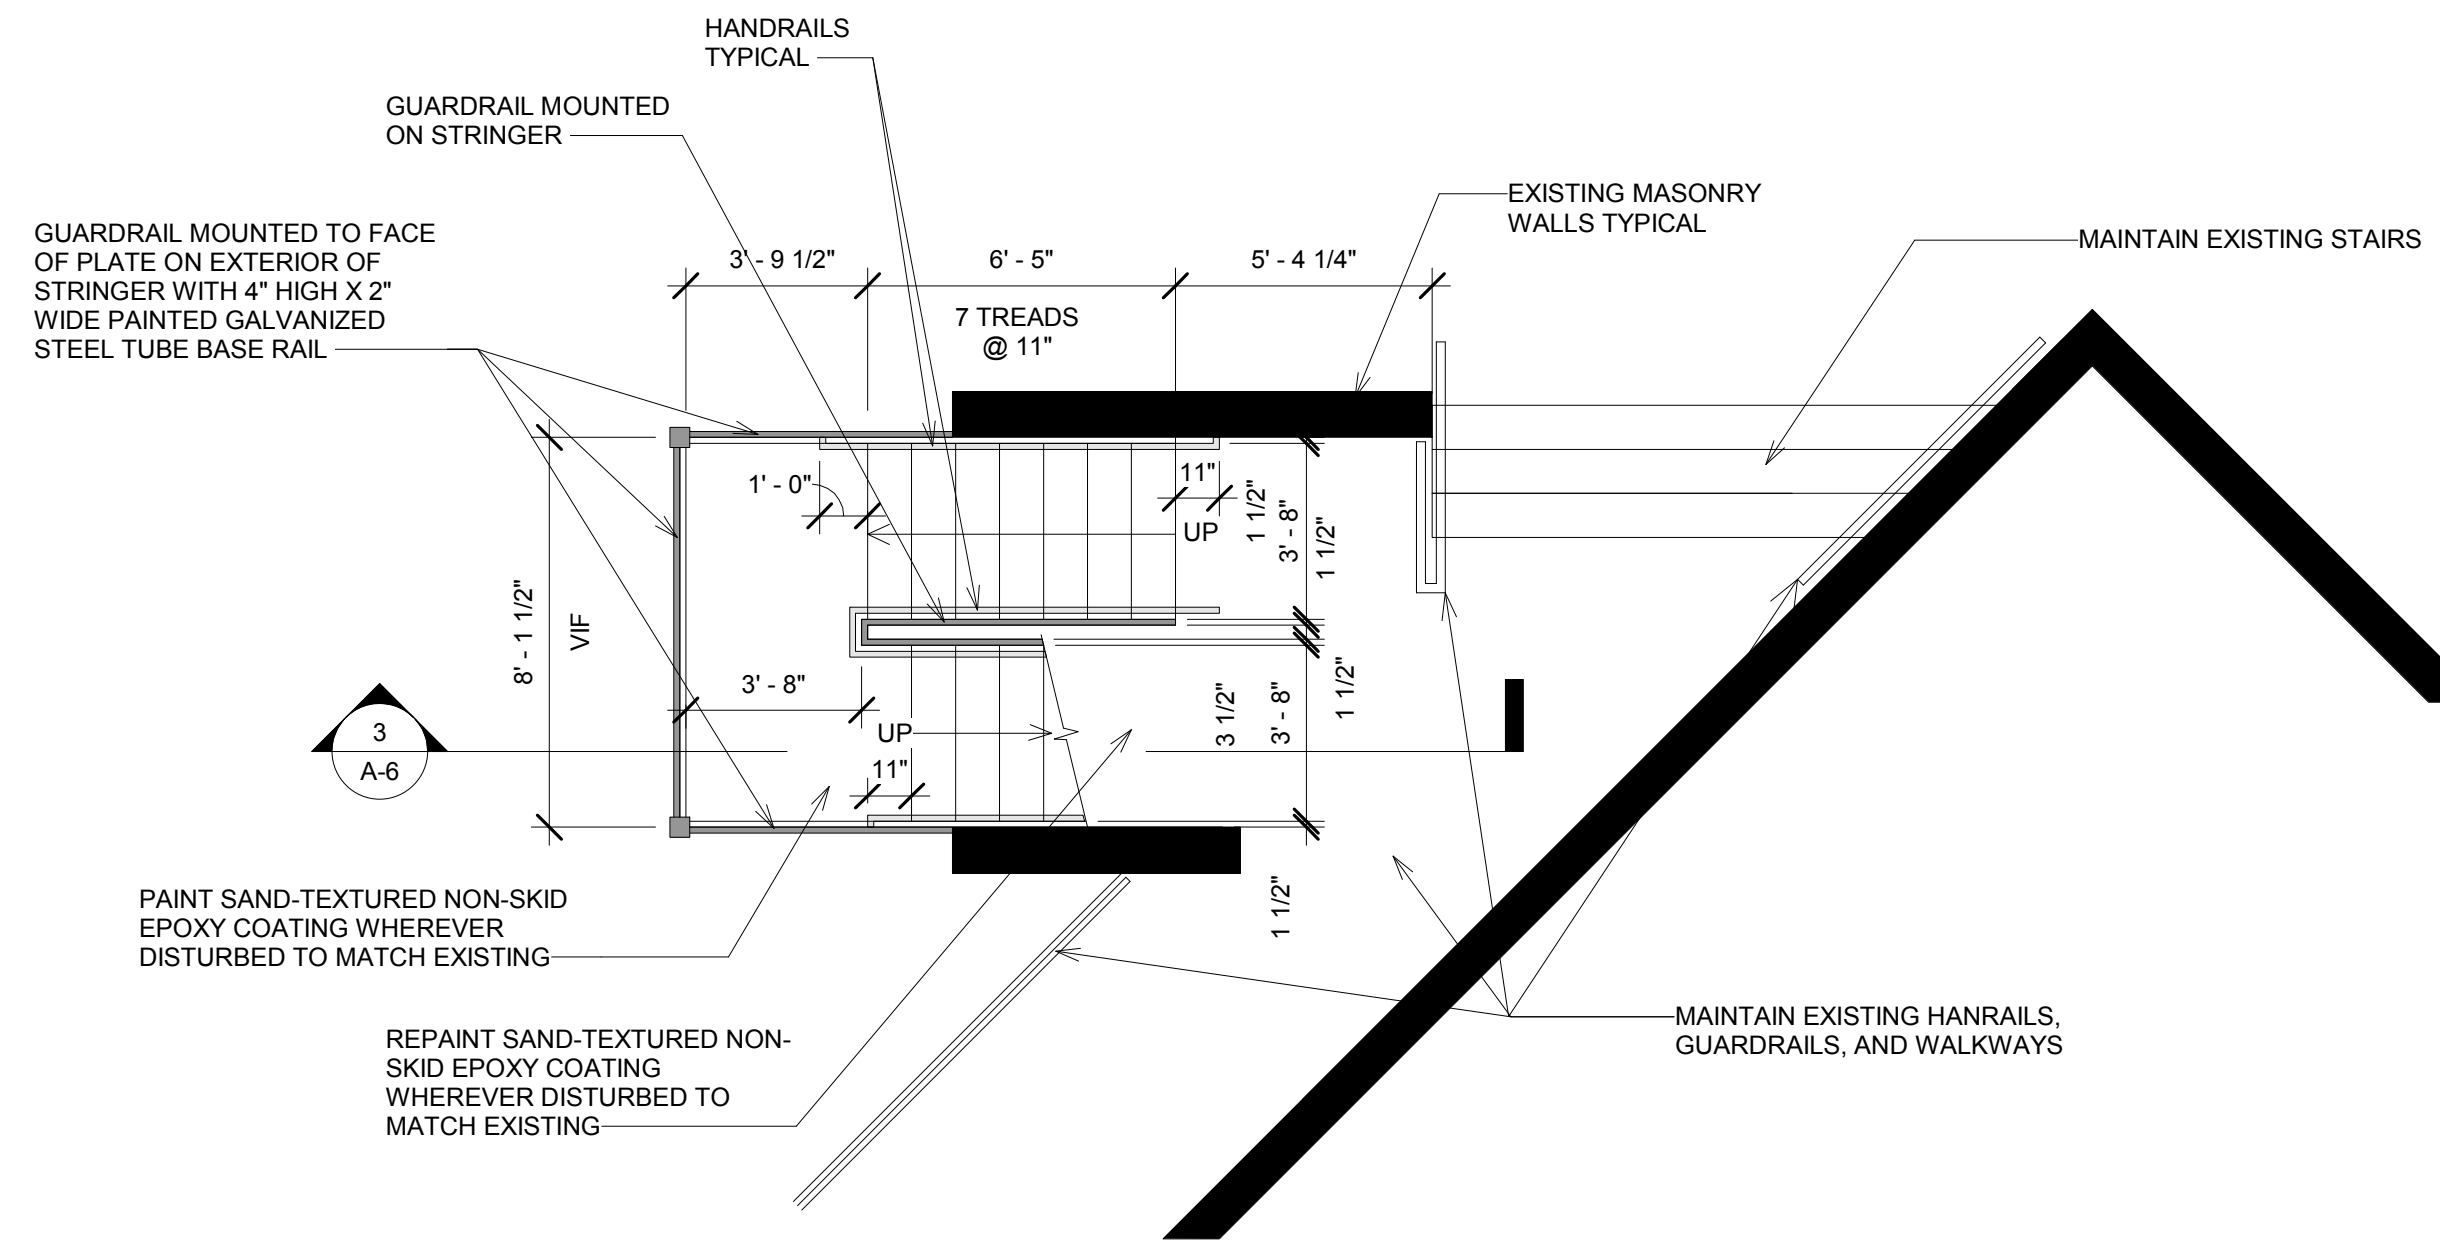 HANDRAILS
TYPICAL
GUARDRAIL MOUNTED
ON STRINGER
EXISTING MASONRY
WALLS TYPICAL
MAINTAIN EXISTING STAIRS
GUARDRAIL MOUNTED TO FACE
OF PLATE ON EXTERIOR OF
STRINGER WITH 4" HIGH X 2"
WIDE PAINTED GALVANIZED
STEEL TUBE BASE RAIL
3' - 9 1/2"
6' - 5"
5' - 4 1/4"
7 TREADS
@ 11"
1' - 0"
11"
UP
1 1/2"
3' - 8"
1 1/2"
8' - 1 1/2"
VIF
3' - 8"
UP
11"
3 1/2"
3' - 8"
1 1/2"
1 1/2"
3
A-6
PAINT SAND-TEXTURED NON-SKID
EPOXY COATING WHEREVER
DISTURBED TO MATCH EXISTING
REPAINT SAND-TEXTURED NON-
SKID EPOXY COATING
WHEREVER DISTURBED TO
MATCH EXISTING
MAINTAIN EXISTING HANRAILS,
GUARDRAILS, AND WALKWAYS